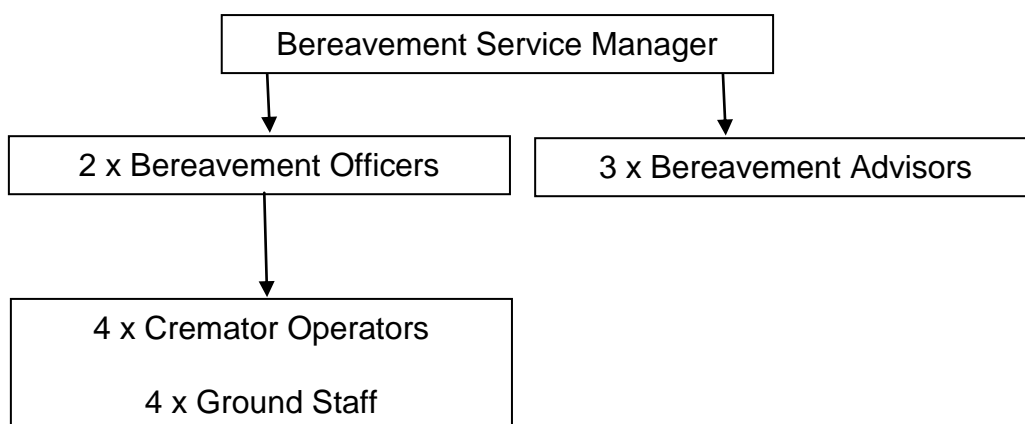 Bereavement Service Manager
2 x Bereavement Officers
3 x Bereavement Advisors
4 x Cremator Operators
4 x Ground Staff